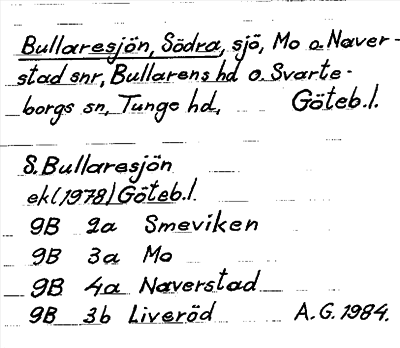 Bullaresjön, Södra, sjö, Mo o. Naver-
stad snr, Bullarens hd o. Svarte-
borgs sn, Tunge hd, Göteb.l.
S. Bullaresjön
ekl (1978) Göteb.l.
9B 2a Smeviken
9B 3a Mo
9B 4a Naverstad
9B 3b Liveröd A.G. 1984.